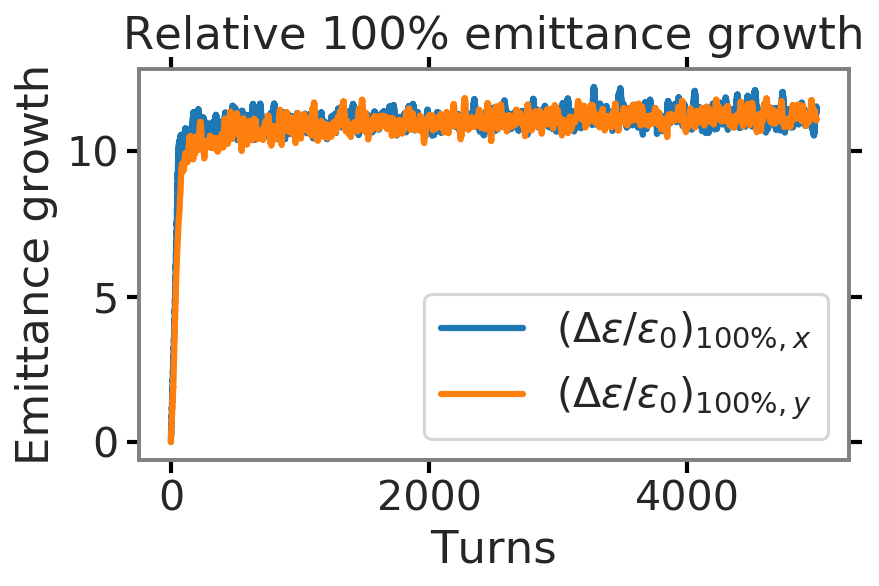 Relative 100% emittance growth
Emittance growth
10
5
0
(Δε/ε₀)₁₀₀%, ₓ
(Δε/ε₀)₁₀₀%, y
0 2000 4000
Turns